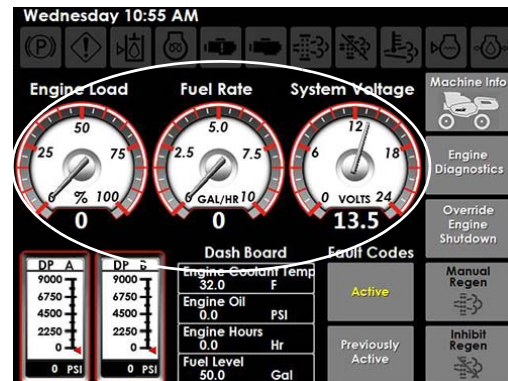 Wednesday 10:55 AM
(P)
Engine Load
Fuel Rate
System Voltage
Machine Info
25 50 75 100
%
0
2.5 5.0 7.5 10
GAL/HR
0
0 6 12 18 24
VOLTS
13.5
Engine
Diagnostics
Override
Engine
Shutdown
DP A
9000
6750
4500
2250
0
0 PSI
DP
9000
6750
4500
2250
0
0 PSI
Dash Board
Engine Coolant Temp
32.0 F
Engine Oil
0.0 PSI
Engine Hours
0.0 Hr
Fuel Level
50.0 Gal
Fault Codes
Active
Previously
Active
Manual
Regen
Inhibit
Regen